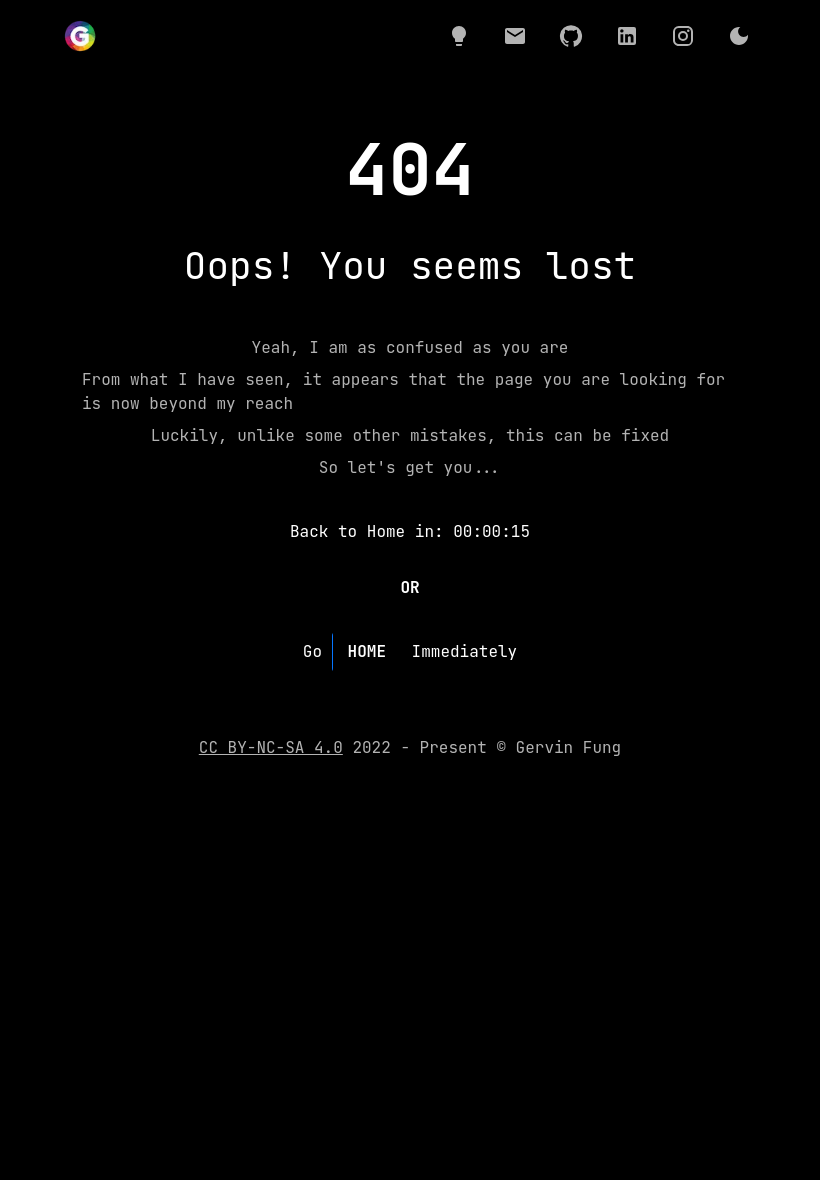 G
404
Oops! You seems lost
Yeah, I am as confused as you are
From what I have seen, it appears that the page you are looking for
is now beyond my reach
Luckily, unlike some other mistakes, this can be fixed
So let's get you...
Back to Home in: 00:00:15
OR
Go HOME Immediately
CC BY-NC-SA 4.0 2022 - Present © Gervin Fung